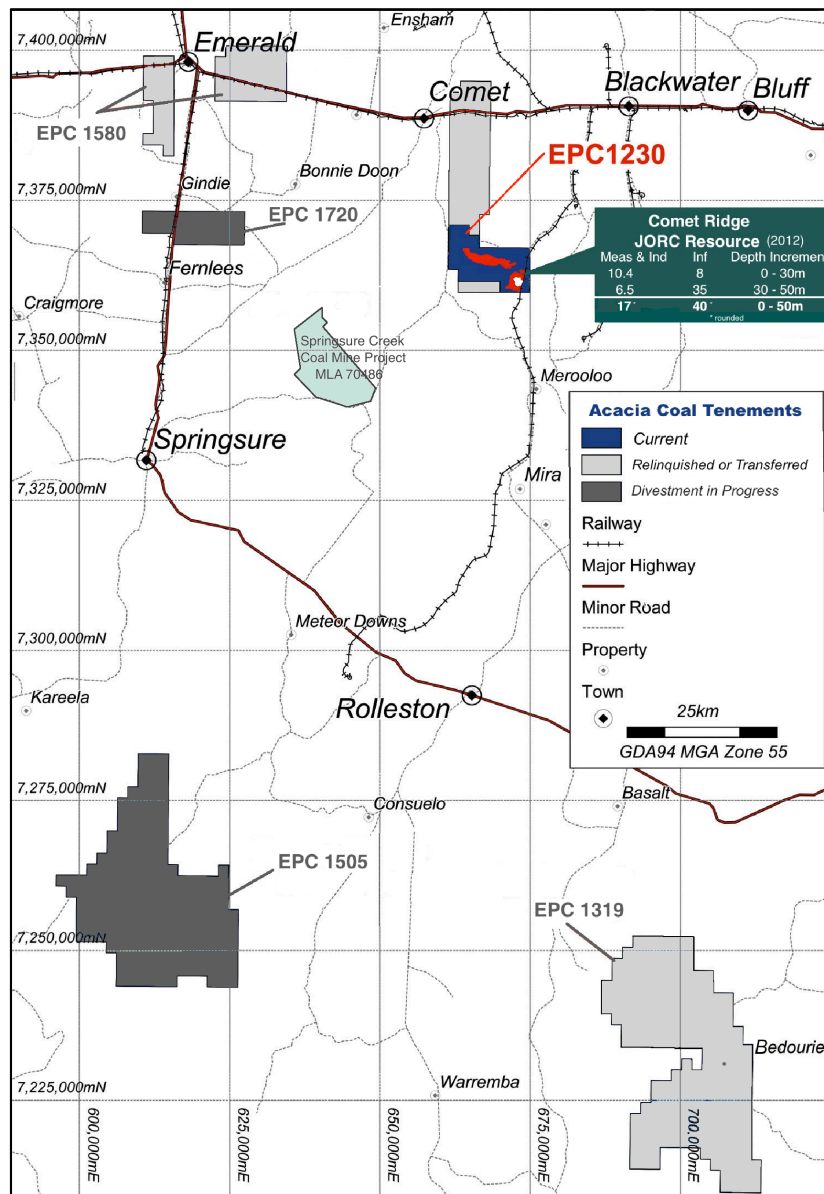 Ensham
7,400,000mN
Emerald
Blackwater
Bluff
Comet
EPC 1580
EPC1230
Bonnie Doon
7,375,000mN
Gindie
EPC 1720
Comet Ridge
JORC Resource (2012)
Meas & Ind Inf Depth Increment
10.4 8 0 - 30m
6.5 35 30 - 50m
17* 40* 0 - 50m
* rounded
Fernlees
Craigmore
7,350,000mN
Springsure Creek
Coal Mine Project
MLA 70486
Merooloo
Springsure
7,325,000mN
Mira
Acacia Coal Tenements
Current
Relinquished or Transferred
Divestment in Progress
Railway
Major Highway
Minor Road
Property
Town
25km
GDA94 MGA Zone 55
Meteor Downs
7,300,000mN
Kareela
Rolleston
7,275,000mN
Consuelo
Basalt
EPC 1505
EPC 1319
7,250,000mN
Bedourie
7,225,000mN
Warremba
600,000mE
625,000mE
650,000mE
675,000mE
700,000mE